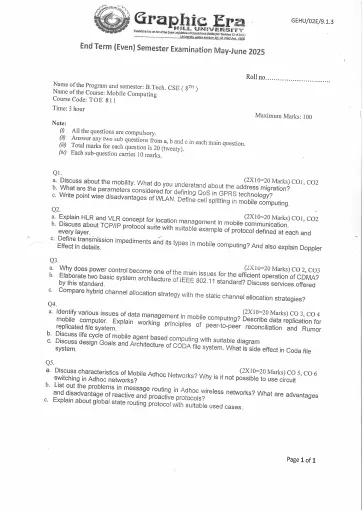 GEHU/02E/9.1.3
Graphic Era
HILL UNIVERSITY
End Term (Even) Semester Examination May-June 2025
Roll no..............................
Name of the Program and semester: B.Tech. CSE ( 8TH )
Name of the Course: Mobile Computing
Course Code: TOE 811
Time: 3 hour
Maximum Marks: 100
Note:
(i) All the questions are compulsory.
(ii) Answer any two sub questions from a, b and c in each main question.
(iii) Total marks for each question is 20 (twenty).
(iv) Each sub-question carries 10 marks.
Q1. (2X10=20 Marks) CO1, CO2
a. Discuss about the mobility. What do you understand about the address migration?
b. What are the parameters considered for defining QoS in GPRS technology?
c. Write point wise disadvantages of WLAN. Define cell splitting in mobile computing.
Q2. (2X10=20 Marks) CO1, CO2
a. Explain HLR and VLR concept for location management in mobile communication.
b. Discuss about TCP/IP protocol suite with suitable example of protocol defined at each and
every layer.
c. Define transmission impediments and its types in mobile computing? And also explain Doppler
Effect in details.
Q3. (2X10=20 Marks) CO2, CO3
a. Why does power control become one of the main issues for the efficient operation of CDMA?
b. Elaborate two basic system architecture of IEEE 802.11 standard? Discuss services offered
by this standard.
c. Compare hybrid channel allocation strategy with the static channel allocation strategies?
Q4. (2X10=20 Marks) CO 3, CO 4
a. Identify various issues of data management in mobile computing? Describe data replication for
mobile computer. Explain working principles of peer-to-peer reconciliation and Rumor
replicated file system.
b. Discuss life cycle of mobile agent based computing with suitable diagram
c. Discuss design Goals and Architecture of CODA file system. What is side effect in Coda file
system.
Q5. (2X10=20 Marks) CO 5, CO 6
a. Discuss characteristics of Mobile Adhoc Networks? Why is it not possible to use circuit
switching in Adhoc networks?
b. List out the problems in message routing in Adhoc wireless networks? What are advantages
and disadvantage of reactive and proactive protocols?
c. Explain about global state routing protocol with suitable used cases.
Page 1 of 1